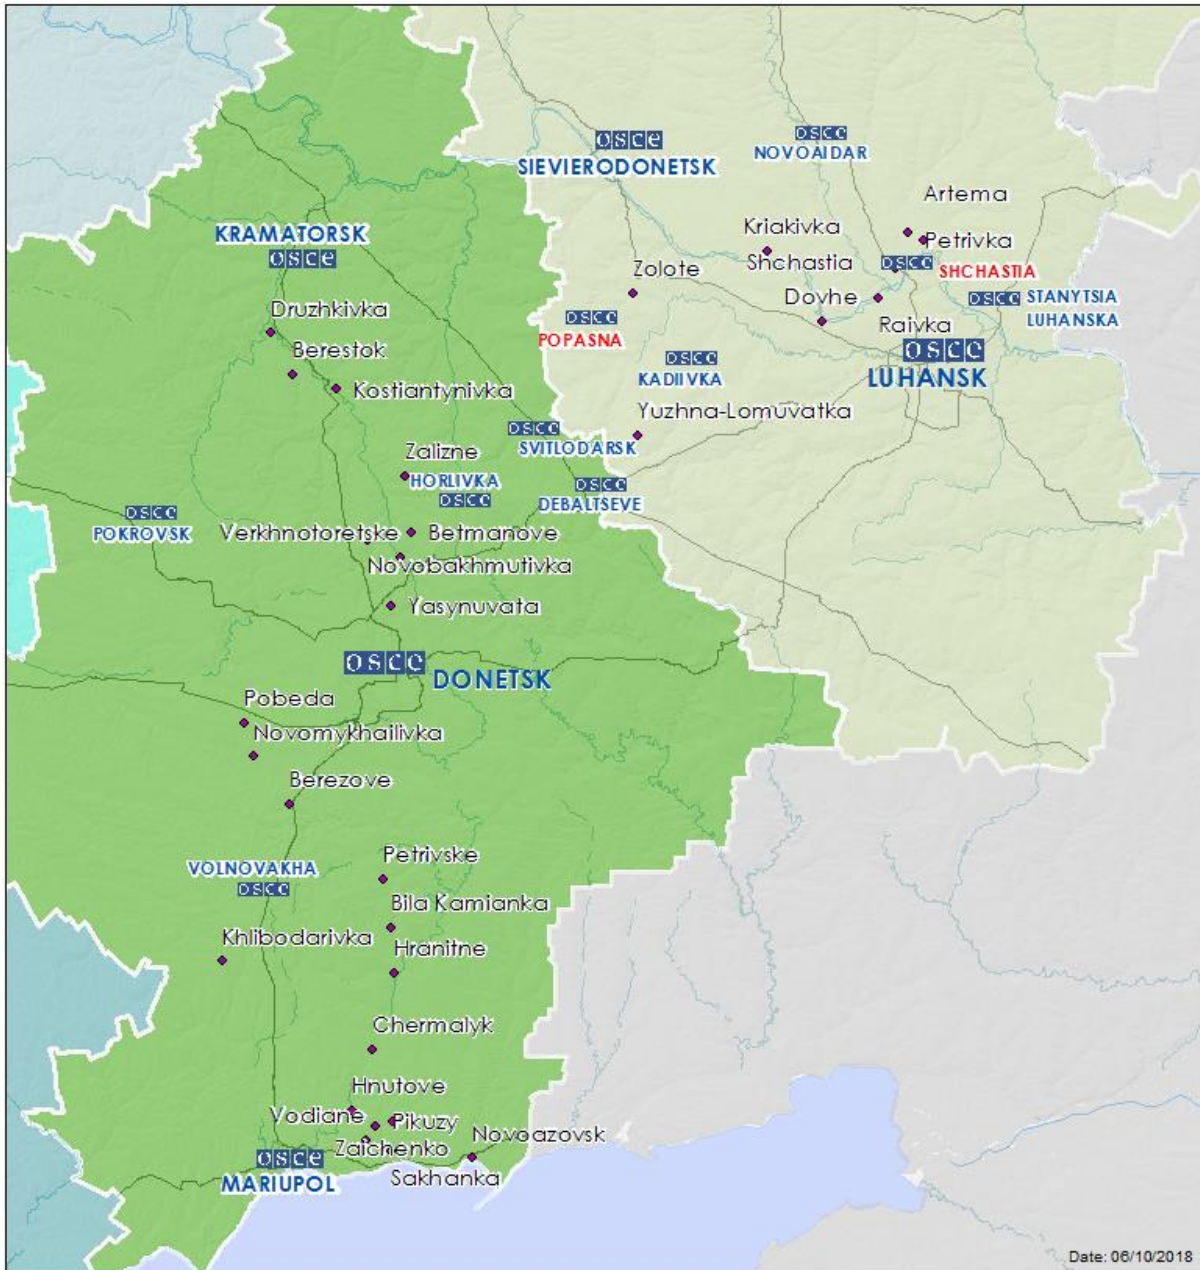 osce
SIEVIERODONETSK
osce
NOVOAIDAR
Artema
Kriakivka
Petrivka
KRAMATORSK
osce
Shchastia
osce
SHCHASTIA
Zolote
Dovhe
osce
STANYTSIA
LUHANSKA
Druzhkivka
osce
POPASNA
Raivka
Berestok
osce
KADIIVKA
osce
LUHANSK
Kostiantynivka
Yuzhna-Lomuvatka
osce
SVITLODARSK
Zalizne
HORLIVKA
osce
osce
DEBALTSEVE
osce
POKROVSK
Verkhnotoretske
Betmanove
Novobakhmutivka
Yasynuvata
osce
DONETSK
Pobeda
Novomykhailivka
Berezove
VOLNOVAKHA
osce
Petrivske
Bila Kamianka
Khlibodarivka
Hranitne
Chermalyk
Hnutove
Vodiane
Pikuzy
Zaichenko
Novoazovsk
osce
MARIUPOL
Sakhanka
Date: 06/10/2018